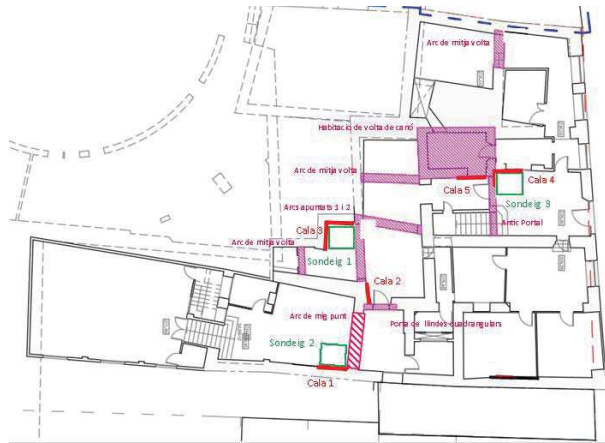 Arc de mitja volta
Habitació de volta de canó
Arc de mitja volta
Cala 5
Cala 4
Sondeig 3
Arcs apuntats 1 i 2
Antic Portal
Cala 3
Arc de mitja volta
Sondeig 1
Cala 2
Arc de mig punt
Porta de llindes quadrangulars
Sondeig 2
Cala 1